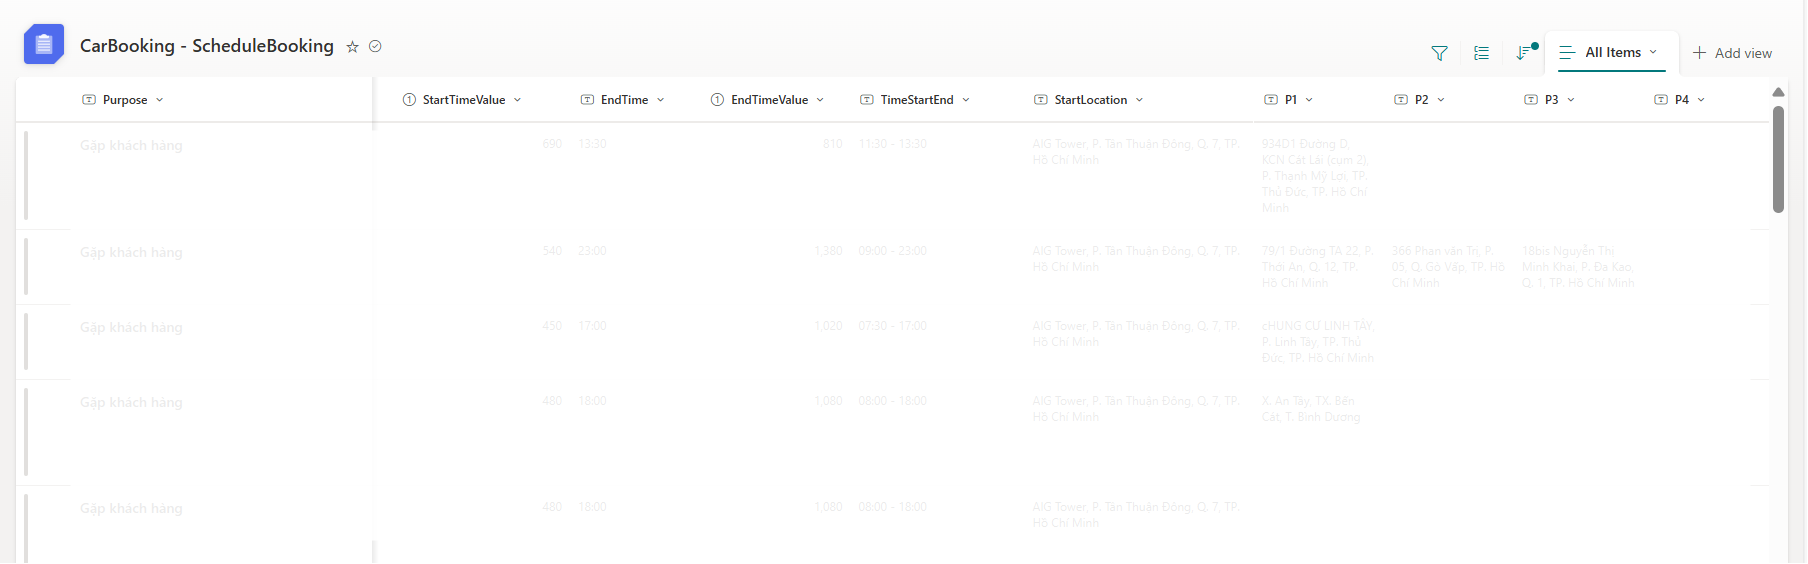 CarBooking - ScheduleBooking
All Items
Add view
Purpose
StartTimeValue
EndTime
EndTimeValue
TimeStartEnd
StartLocation
P1
P2
P3
P4
Gặp khách hàng
690
13:30
810
11:30 - 13:30
AIG Tower, P. Tân Thuận Đông, Q. 7, TP.
Hồ Chí Minh
934D1 Đường D,
KCN Cát Lái (cụm 2),
P. Thạnh Mỹ Lợi, TP.
Thủ Đức, TP. Hồ Chí
Minh
Gặp khách hàng
540
23:00
1,380
09:00 - 23:00
AIG Tower, P. Tân Thuận Đông, Q. 7, TP.
Hồ Chí Minh
79/1 Đường TA 22, P.
Thới An, Q. 12, TP.
Hồ Chí Minh
366 Phan văn Trị, P.
05, Q. Gò Vấp, TP. Hồ
Chí Minh
18bis Nguyễn Thị
Minh Khai, P. Đa Kao,
Q. 1, TP. Hồ Chí Minh
Gặp khách hàng
450
17:00
1,020
07:30 - 17:00
AIG Tower, P. Tân Thuận Đông, Q. 7, TP.
Hồ Chí Minh
cHUNG CƯ LINH TÂY,
P. Linh Tây, TP. Thủ
Đức, TP. Hồ Chí Minh
Gặp khách hàng
480
18:00
1,080
08:00 - 18:00
AIG Tower, P. Tân Thuận Đông, Q. 7, TP.
Hồ Chí Minh
X. An Tây, TX. Bến
Cát, T. Bình Dương
Gặp khách hàng
480
18:00
1,080
08:00 - 18:00
AIG Tower, P. Tân Thuận Đông, Q. 7, TP.
Hồ Chí Minh